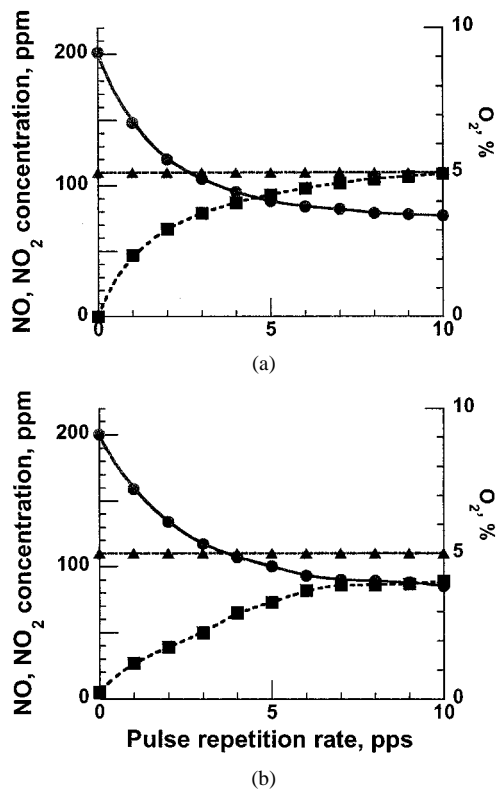 NO, NO2 concentration, ppm
200
100
0
0
5
10
10
5
0
O2, %
(a)
NO, NO2 concentration, ppm
200
100
0
0
5
10
10
5
0
O2, %
Pulse repetition rate, pps
(b)